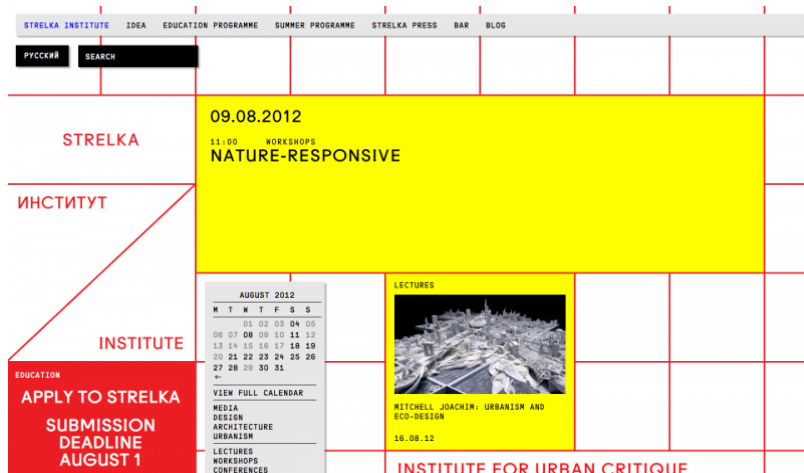 STRELKA INSTITUTE IDEA EDUCATION PROGRAMME SUMMER PROGRAMME STRELKA PRESS BAR BLOG
РУССКИЙ SEARCH
STRELKA
ИНСТИТУТ
INSTITUTE
EDUCATION
APPLY TO STRELKA
SUBMISSION
DEADLINE
AUGUST 1
09.08.2012
11:00 WORKSHOPS
NATURE-RESPONSIVE
AUGUST 2012
M T W T F S S
01 02 03 04 05
06 07 08 09 10 11 12
13 14 15 16 17 18 19
20 21 22 23 24 25 26
27 28 29 30 31
←
VIEW FULL CALENDAR
MEDIA
DESIGN
ARCHITECTURE
URBANISM
LECTURES
WORKSHOPS
CONFERENCES
LECTURES
MITCHELL JOACHIM: URBANISM AND
ECO-DESIGN
16.08.12
INSTITUTE FOR URBAN CRITIQUE